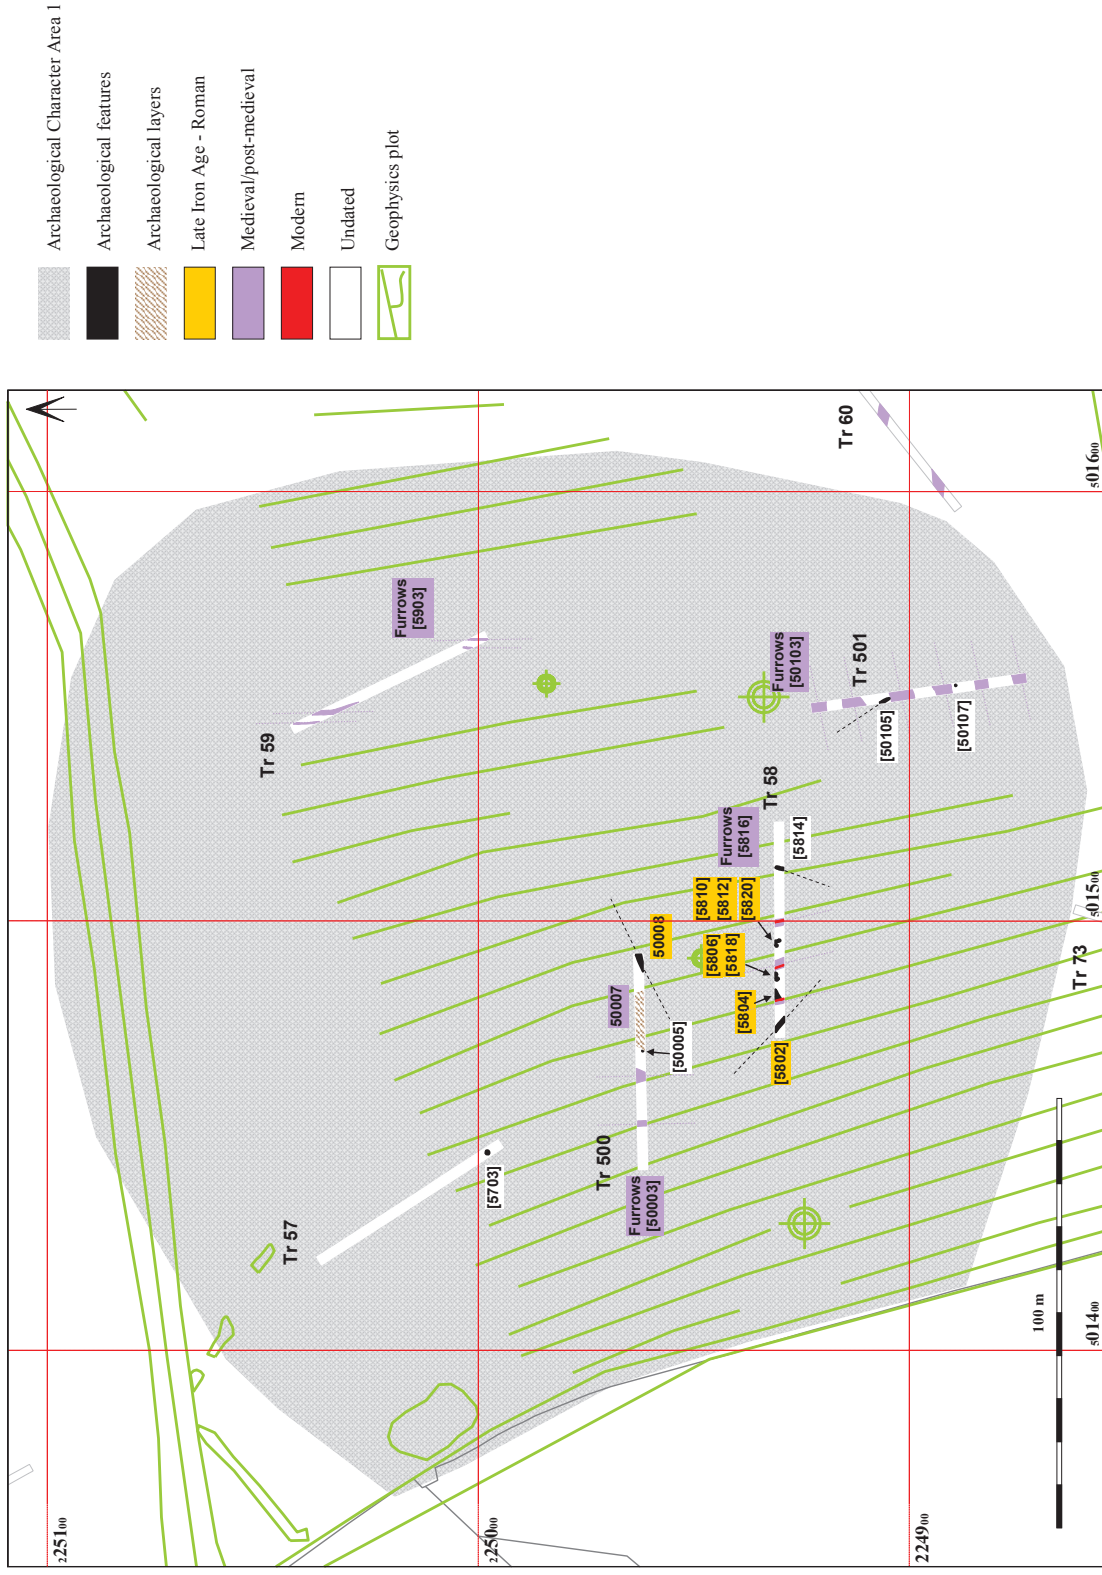 Archaeological Character Area 1
Archaeological features
Archaeological layers
Late Iron Age - Roman
Medieval/post-medieval
Modern
Undated
Geophysics plot
225100
225000
224900
501400
501500
501600
100 m
Tr 57
[5703]
Tr 59
Furrows
[5903]
Tr 60
Tr 500
Furrows
[50003]
[50005]
50007
50008
Tr 58
[5802]
[5804]
[5806]
[5818]
[5810]
[5812]
[5820]
Furrows
[5816]
[5814]
Tr 501
Furrows
[50103]
[50105]
[50107]
Tr 73